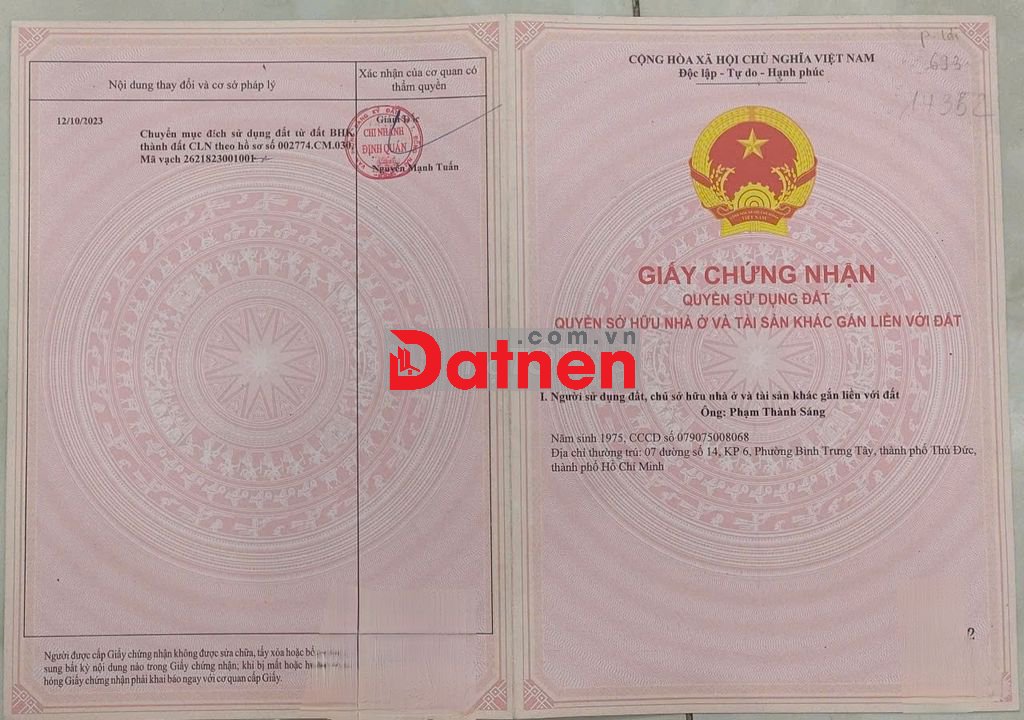 Nội dung thay đổi và cơ sở pháp lý
Xác nhận của cơ quan có
thẩm quyền
12/10/2023
Chuyển mục đích sử dụng đất từ đất BHK
thành đất CLN theo hồ sơ số 002774.CM.030.
Mã vạch 2621823001001
CHI NHÁNH
ĐỊNH QUÁN
Nguyễn Mạnh Tuấn
Người được cấp Giấy chứng nhận không được sửa chữa, tẩy xóa hoặc bổ
sung bất kỳ nội dung nào trong Giấy chứng nhận; khi bị mất hoặc hư
hỏng Giấy chứng nhận phải khai báo ngay với cơ quan cấp Giấy.
693
CỘNG HÒA XÃ HỘI CHỦ NGHĨA VIỆT NAM
Độc lập - Tự do - Hạnh phúc
VIỆT NAM
GIẤY CHỨNG NHẬN
QUYỀN SỬ DỤNG ĐẤT
QUYỀN SỞ HỮU NHÀ Ở VÀ TÀI SẢN KHÁC GẮN LIỀN VỚI ĐẤT
.com.vn
Datnen
I. Người sử dụng đất, chủ sở hữu nhà ở và tài sản khác gắn liền với đất
Ông: Phạm Thành Sáng
Năm sinh 1975, CCCD số 079075008068
Địa chỉ thường trú: 07 đường số 14, KP 6, Phường Bình Trưng Tây, thành phố Thủ Đức,
thành phố Hồ Chí Minh